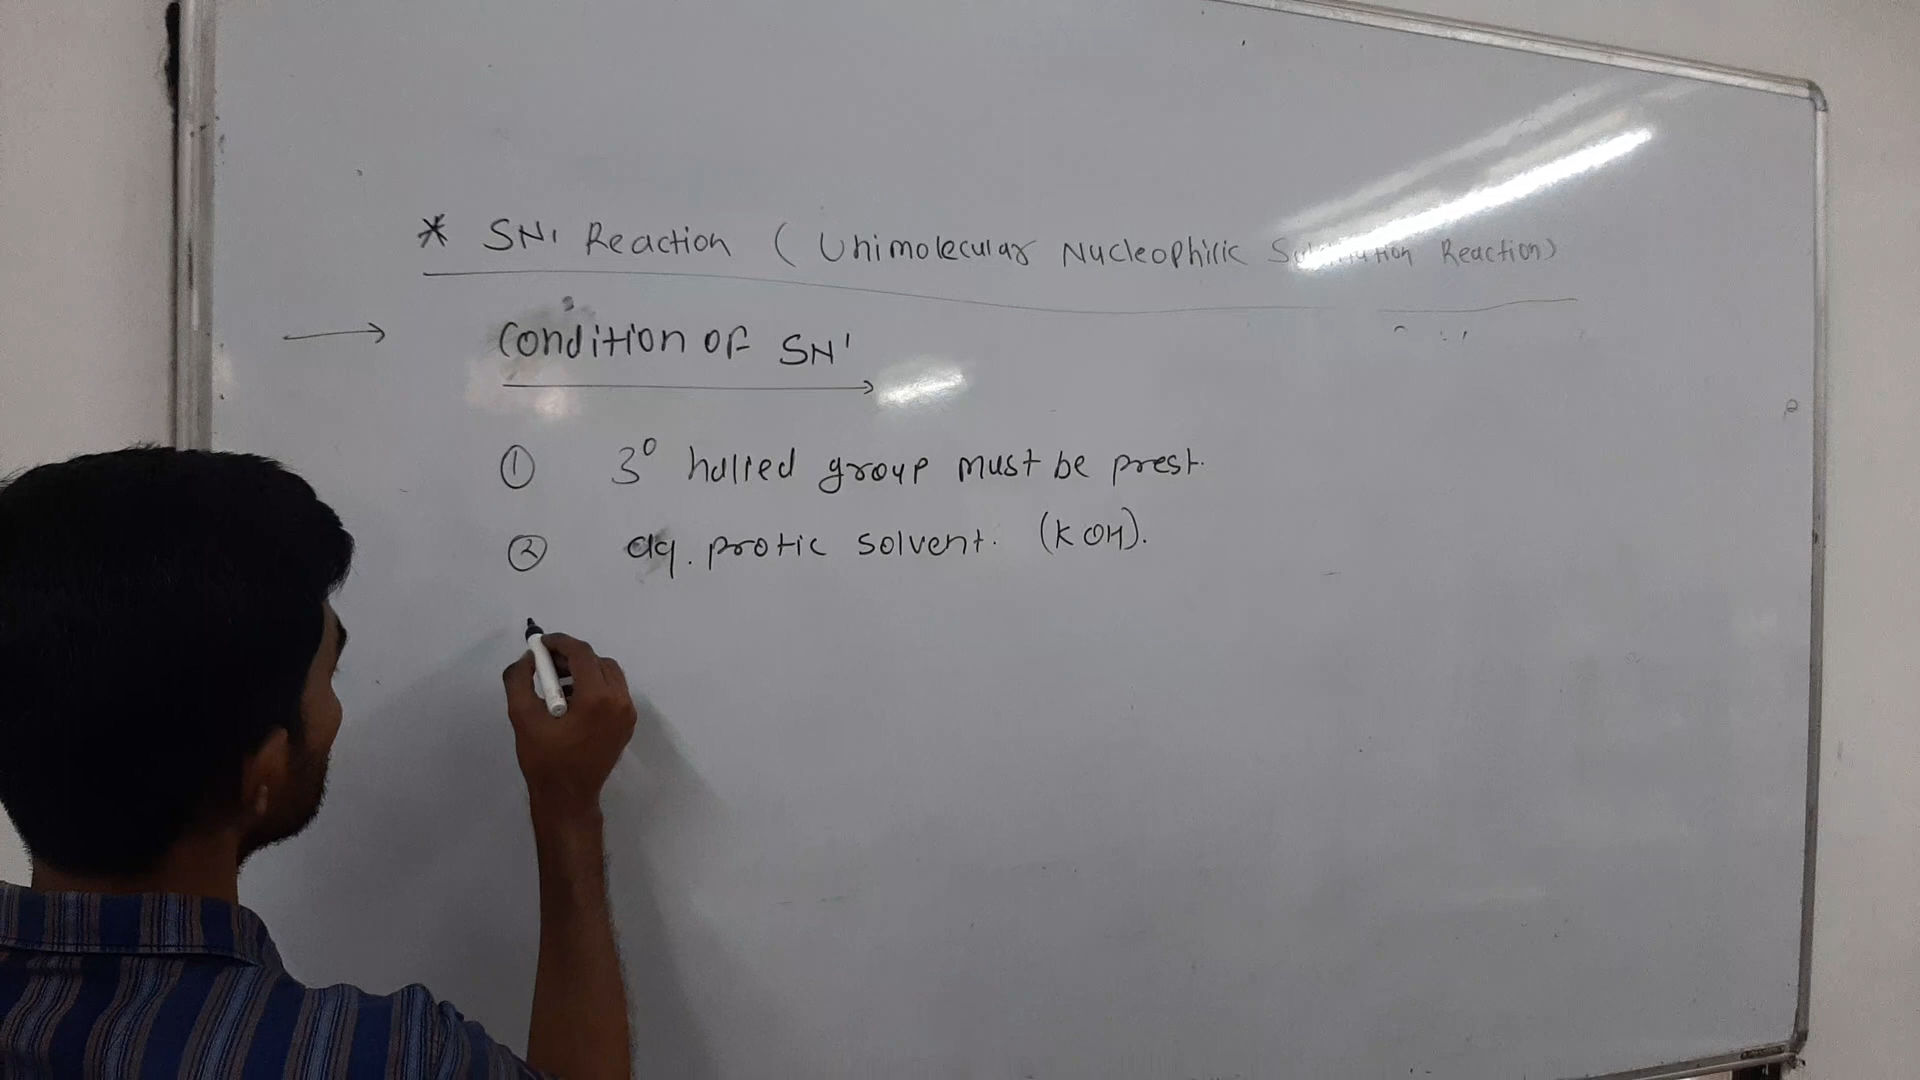 * SN1 Reaction ( Unimolecular Nucleophilic Substitution Reaction)
→ Condition OF SN1
① 3° halied group must be prest.
② aq. protic solvent. (KOH).